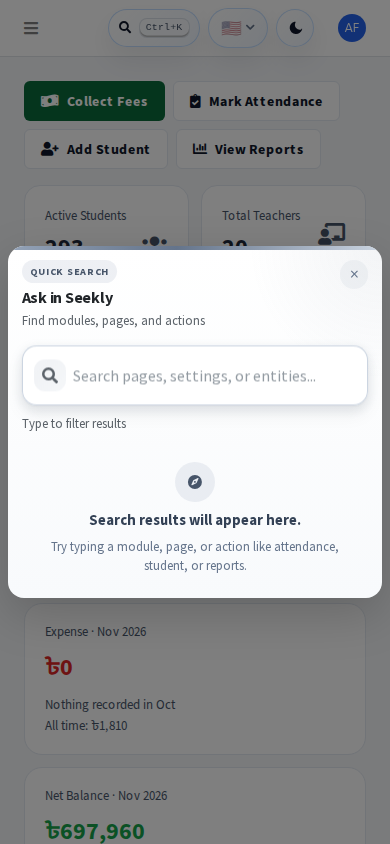 Ctrl+K
AF
Collect Fees
Mark Attendance
Add Student
View Reports
Active Students
Total Teachers
QUICK SEARCH
Ask in Seekly
Find modules, pages, and actions
Search pages, settings, or entities...
Type to filter results
Search results will appear here.
Try typing a module, page, or action like attendance,
student, or reports.
Expense · Nov 2026
৳0
Nothing recorded in Oct
All time: ৳1,810
Net Balance · Nov 2026
৳697,960